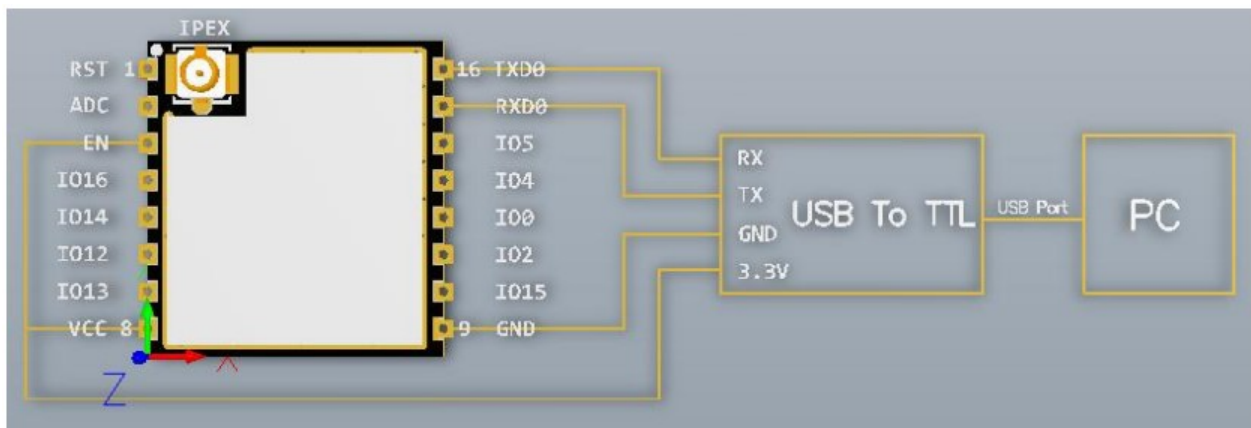 IPEX
RST 1
ADC
EN
IO16
IO14
IO12
IO13
VCC 8
16 TXD0
RXD0
IO5
IO4
IO0
IO2
IO15
9 GND
RX
TX
GND
3.3V
USB To TTL
USB Port
PC
X
Z